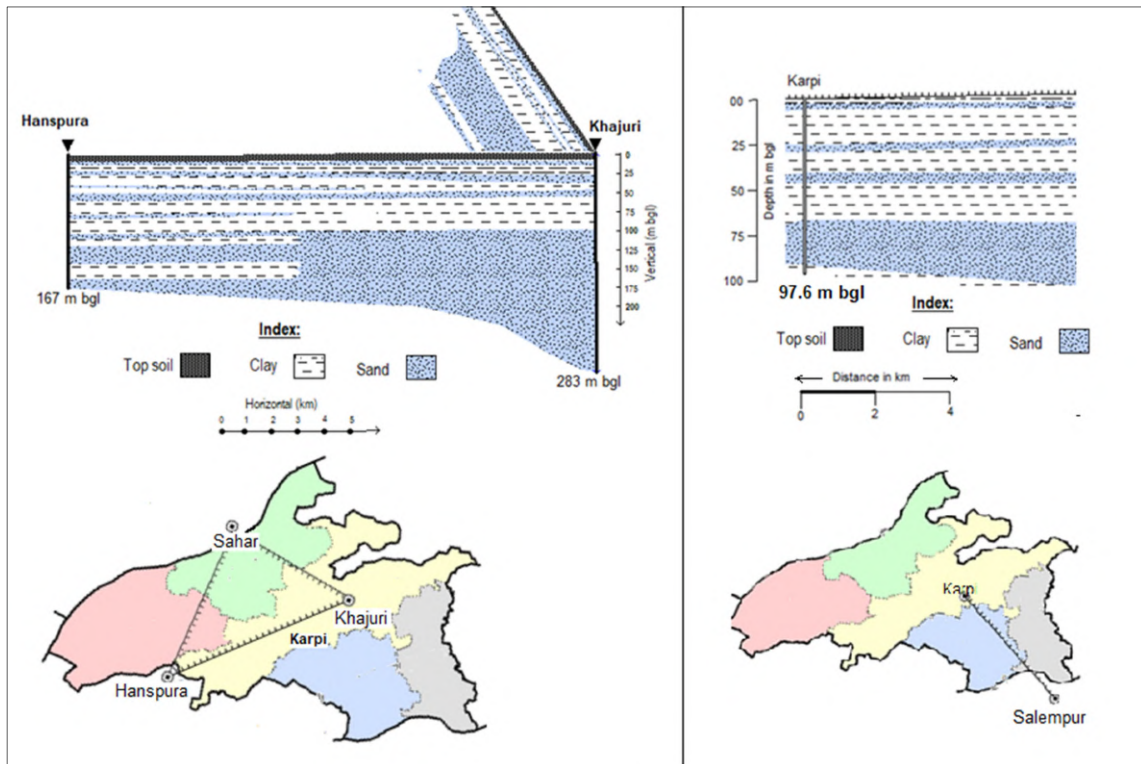 Hanspura
Khajuri
0
25
50
75
100
125
150
175
200
Vertical (m bgl)
167 m bgl
283 m bgl
Index:
Top soil
Clay
Sand
Horizontal (km)
0 1 2 3 4 5
Sahar
Khajuri
Karpi
Hanspura
Karpi
00
25
50
75
100
Depth in m bgl
97.6 m bgl
Index:
Top soil
Clay
Sand
Distance in km
0 2 4
Karpi
Salempur